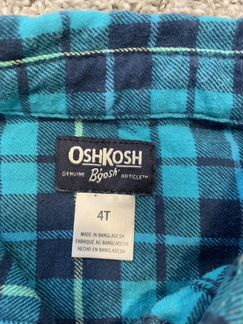 OSHKOSH
GENUINE B'gosh ARTICLE™
4T
MADE IN BANGLADESH
FABRIQUÉ AU BANGLADESH
HECHO EN BANGLADESH